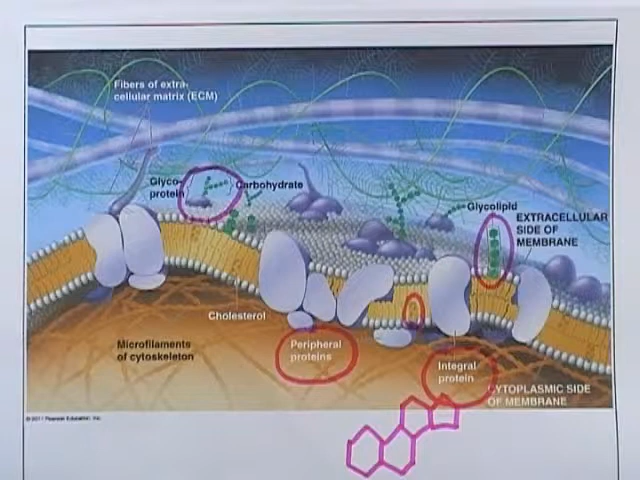 Fibers of extra-
cellular matrix (ECM)
Glyco-
protein
Carbohydrate
Glycolipid
EXTRACELLULAR
SIDE OF
MEMBRANE
Cholesterol
Microfilaments
of cytoskeleton
Peripheral
proteins
Integral
protein
CYTOPLASMIC SIDE
OF MEMBRANE
© 2011 Pearson Education, Inc.